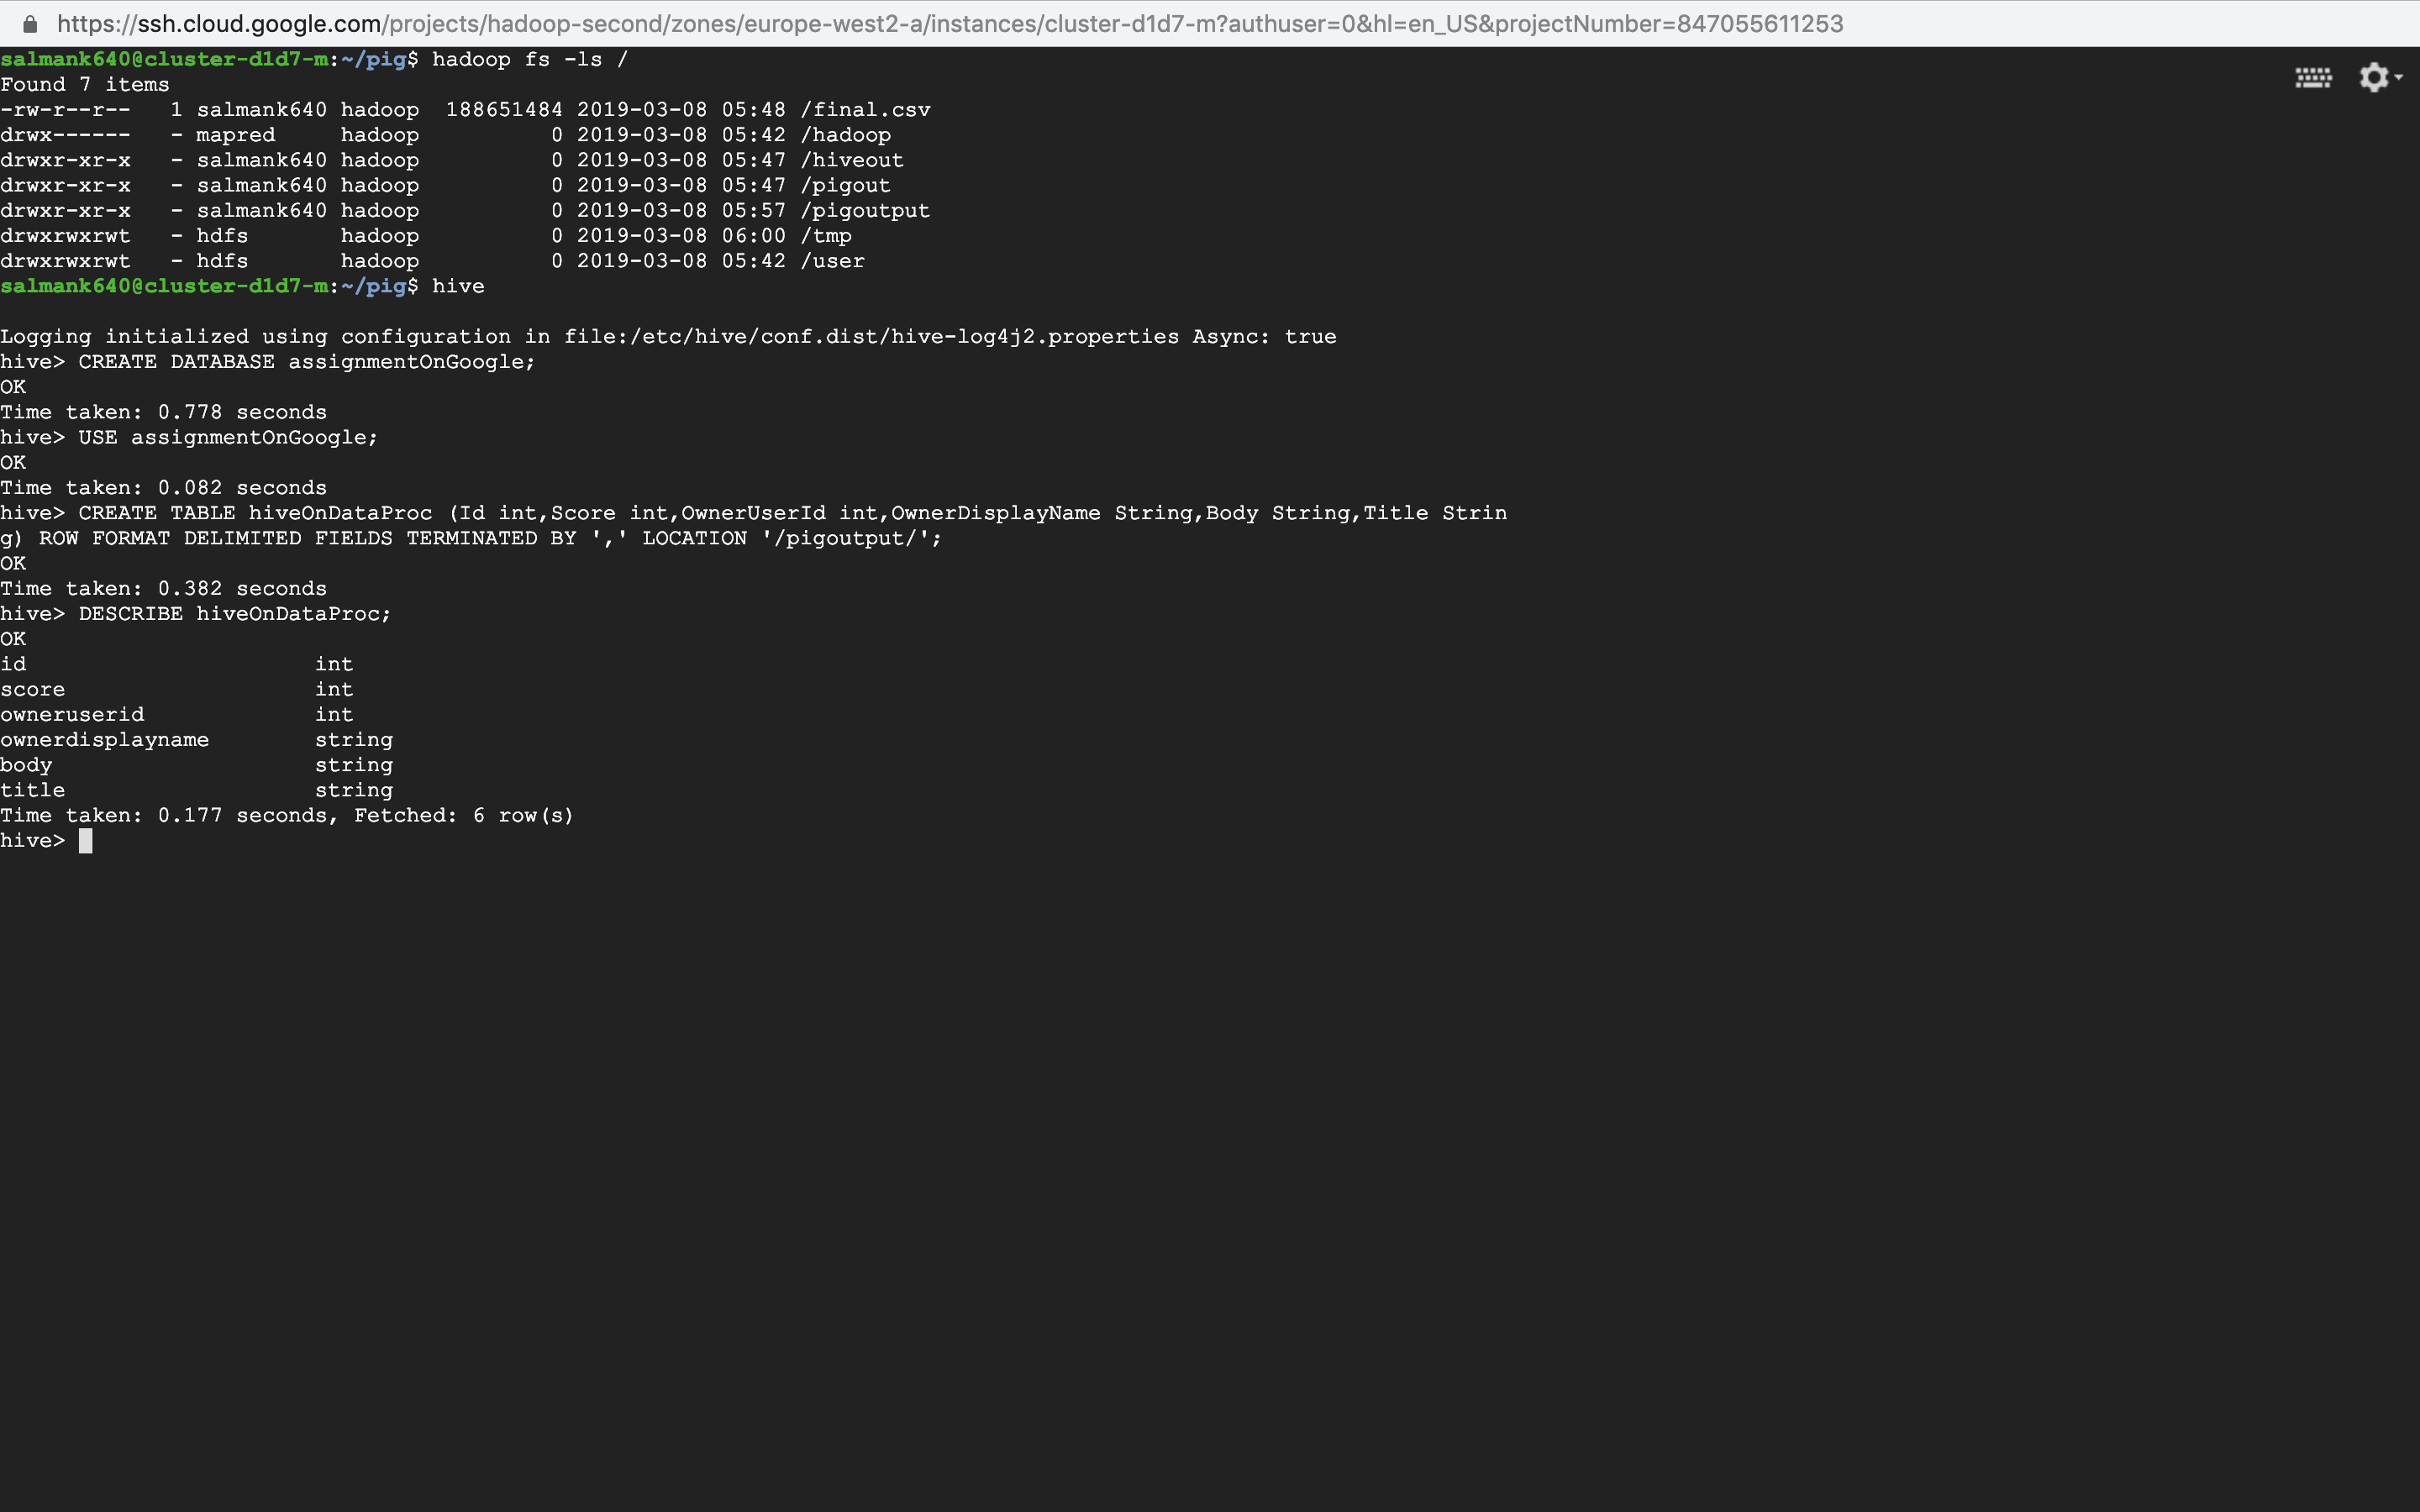 https://ssh.cloud.google.com/projects/hadoop-second/zones/europe-west2-a/instances/cluster-d1d7-m?authuser=0&hl=en_US&projectNumber=847055611253
salmank640@cluster-d1d7-m:~/pig$ hadoop fs -ls /
Found 7 items
-rw-r--r--   1 salmank640 hadoop  188651484 2019-03-08 05:48 /final.csv
drwx------   - mapred     hadoop          0 2019-03-08 05:42 /hadoop
drwxr-xr-x   - salmank640 hadoop          0 2019-03-08 05:47 /hiveout
drwxr-xr-x   - salmank640 hadoop          0 2019-03-08 05:47 /pigout
drwxr-xr-x   - salmank640 hadoop          0 2019-03-08 05:57 /pigoutput
drwxrwxrwt   - hdfs       hadoop          0 2019-03-08 06:00 /tmp
drwxrwxrwt   - hdfs       hadoop          0 2019-03-08 05:42 /user
salmank640@cluster-d1d7-m:~/pig$ hive
Logging initialized using configuration in file:/etc/hive/conf.dist/hive-log4j2.properties Async: true
hive> CREATE DATABASE assignmentOnGoogle;
OK
Time taken: 0.778 seconds
hive> USE assignmentOnGoogle;
OK
Time taken: 0.082 seconds
hive> CREATE TABLE hiveOnDataProc (Id int,Score int,OwnerUserId int,OwnerDisplayName String,Body String,Title Strin
g) ROW FORMAT DELIMITED FIELDS TERMINATED BY ',' LOCATION '/pigoutput/';
OK
Time taken: 0.382 seconds
hive> DESCRIBE hiveOnDataProc;
OK
id                      int
score                   int
owneruserid             int
ownerdisplayname        string
body                    string
title                   string
Time taken: 0.177 seconds, Fetched: 6 row(s)
hive>